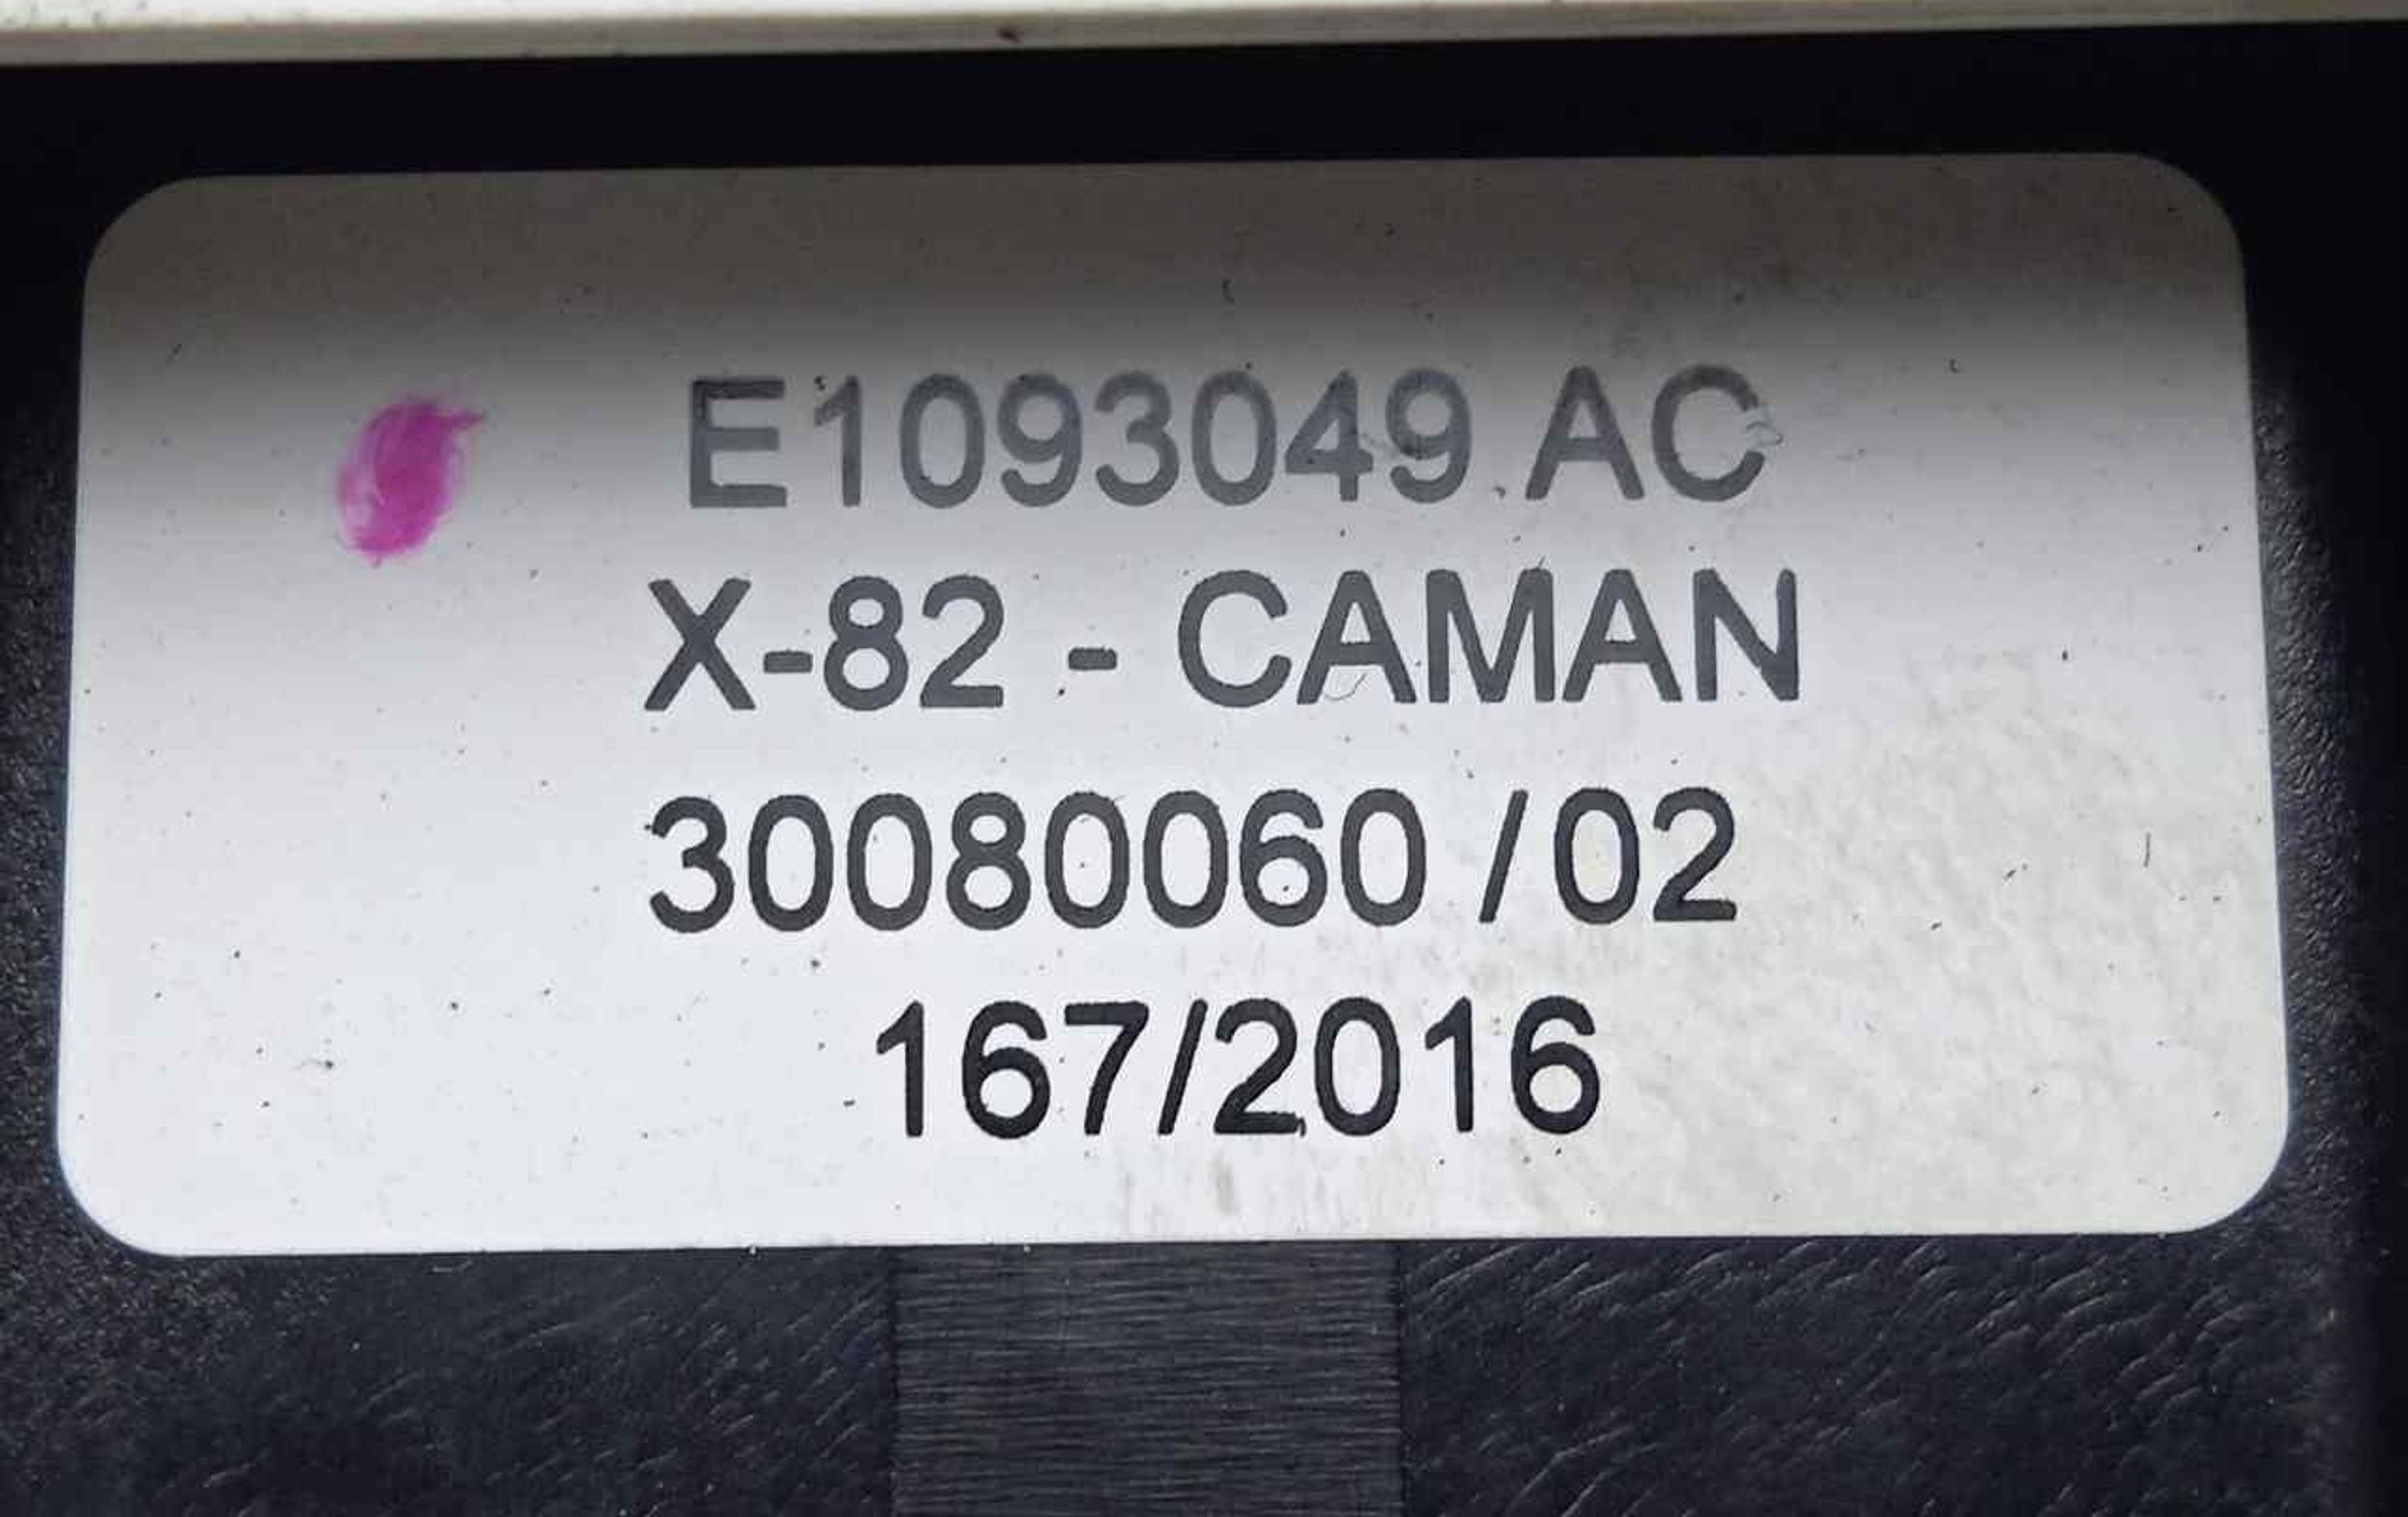 E1093049 AC
X-82 - CAMAN
30080060 / 02
167/2016